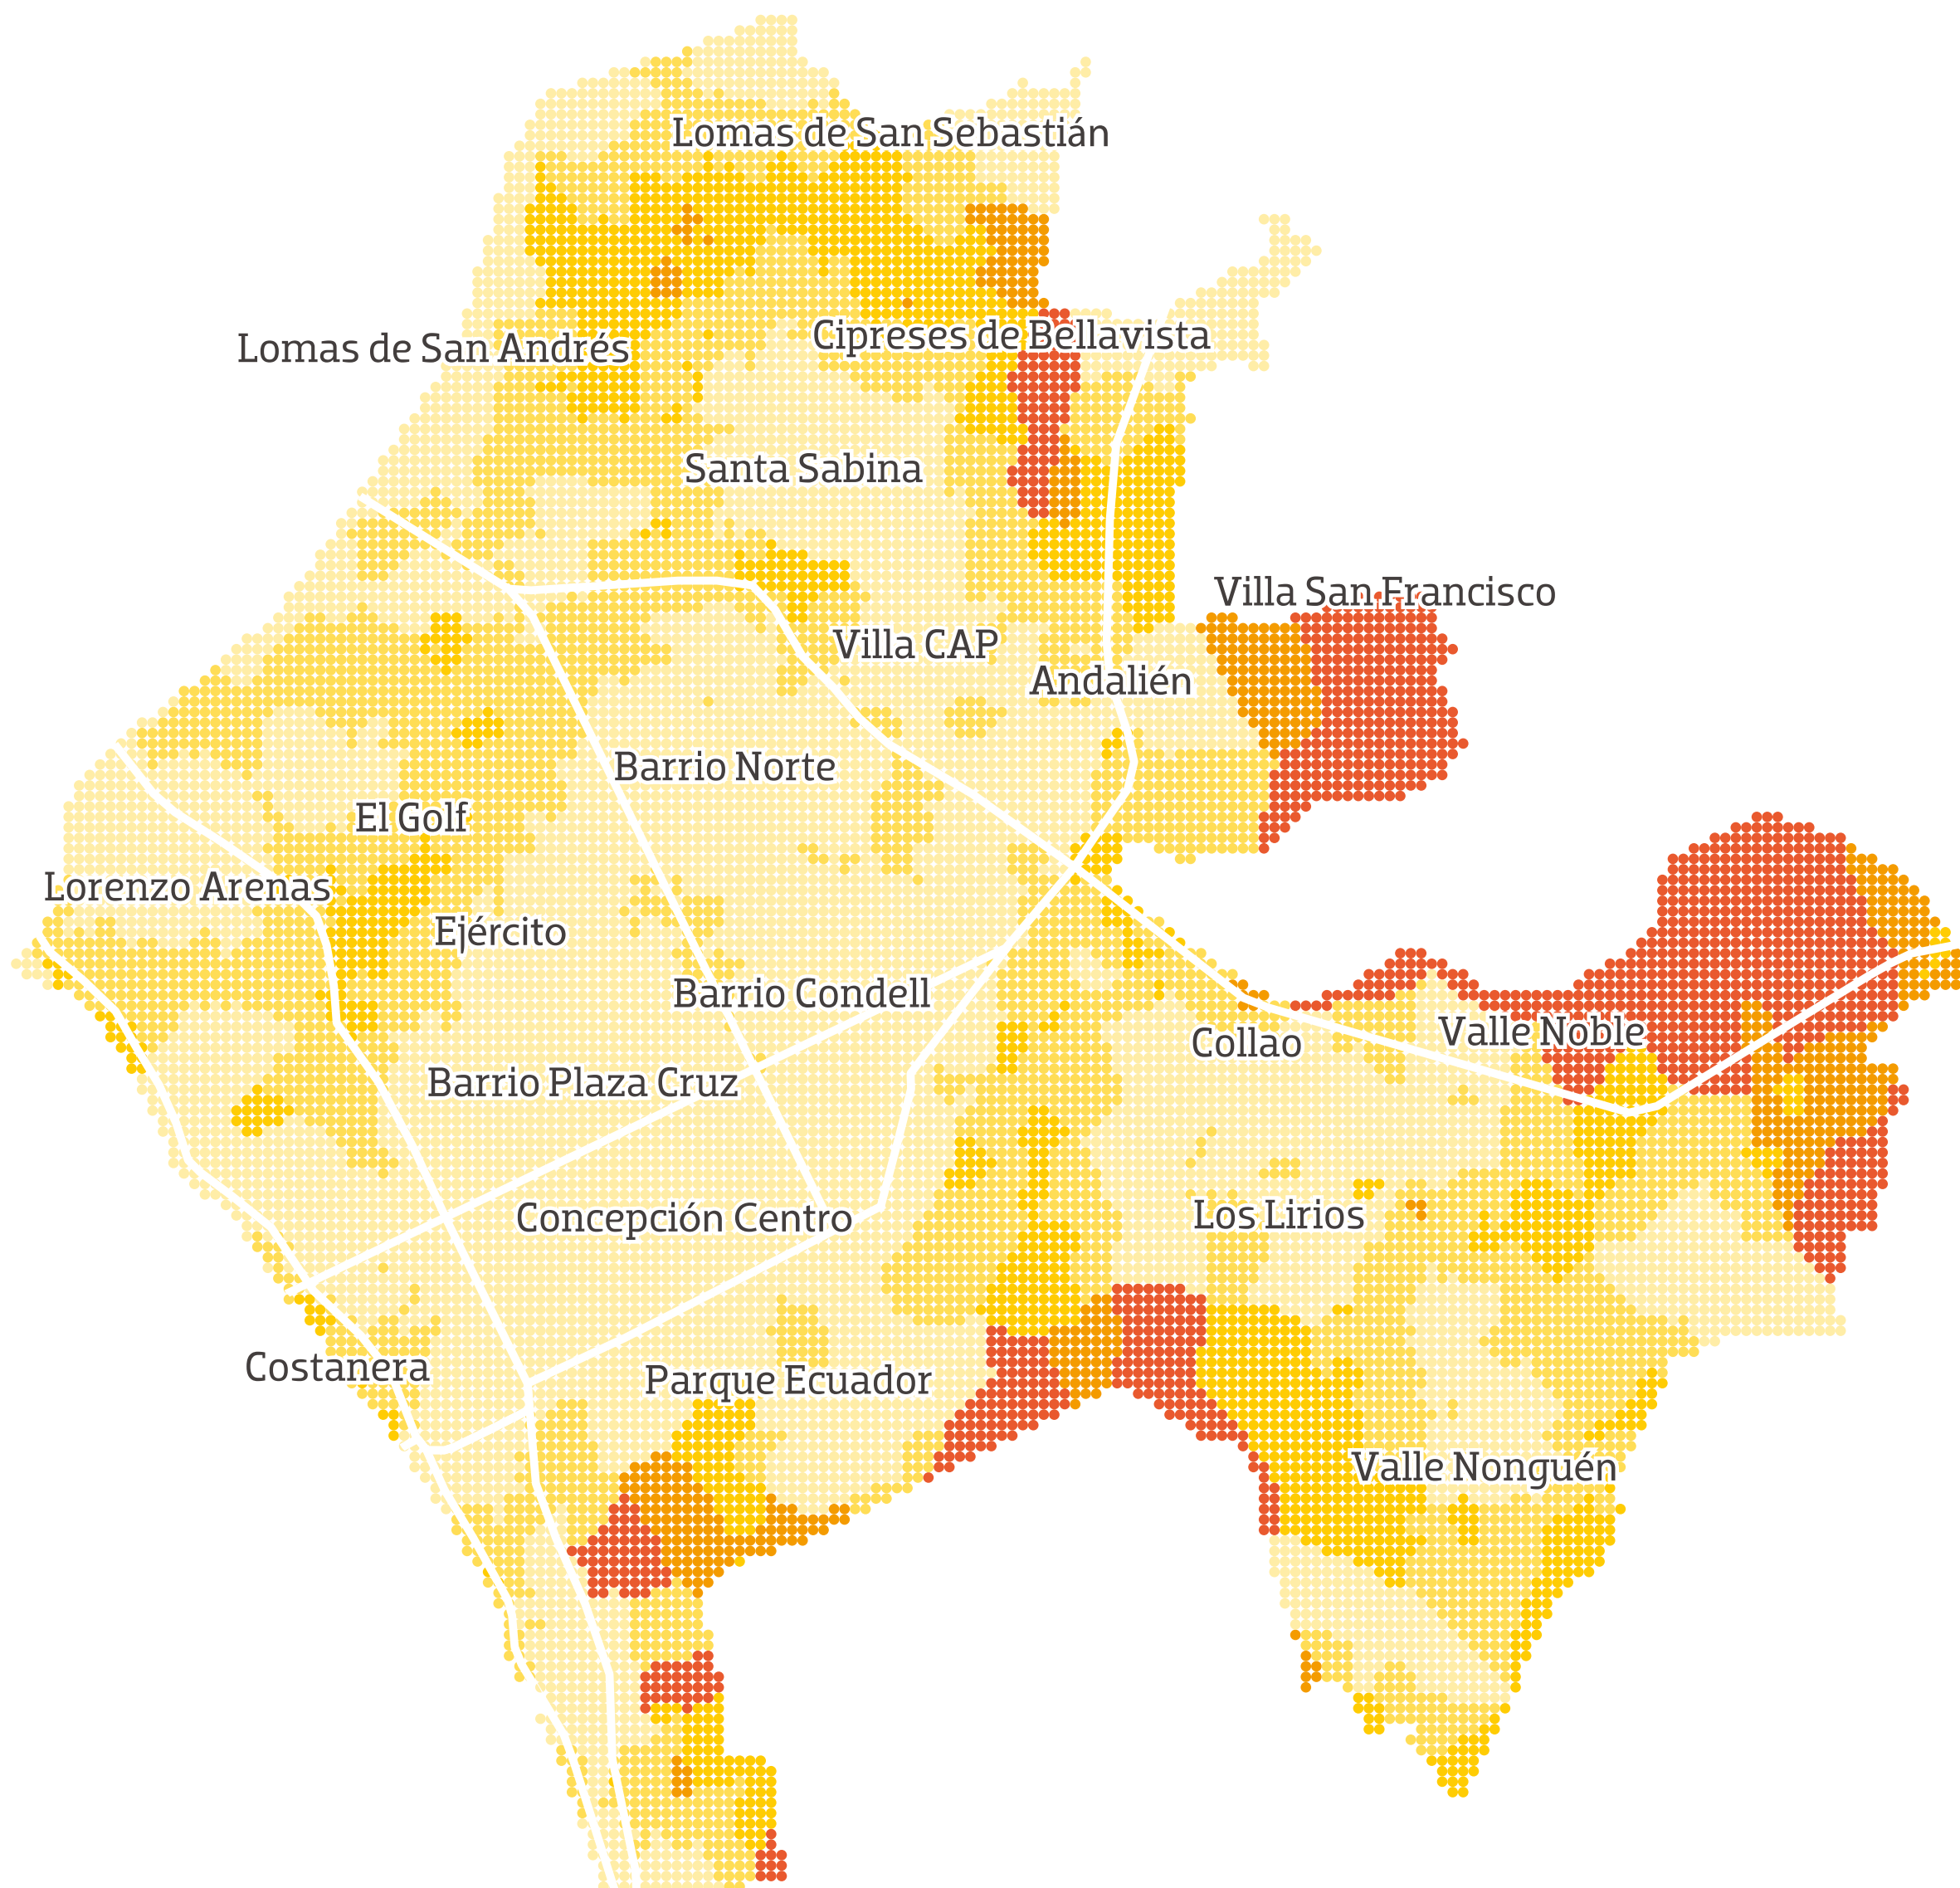 Lomas de San Sebastián
Cipreses de Bellavista
Lomas de San Andrés
Santa Sabina
Villa San Francisco
Villa CAP
Andalién
Barrio Norte
El Golf
Lorenzo Arenas
Ejército
Barrio Condell
Valle Noble
Collao
Barrio Plaza Cruz
Los Lirios
Concepción Centro
Costanera
Parque Ecuador
Valle Nonguén